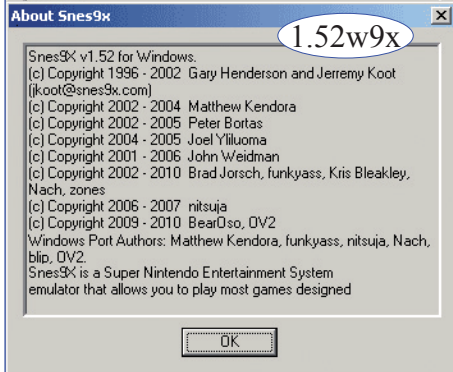 About Snes9x
1.52w9x
Snes9X v1.52 for Windows.
(c) Copyright 1996 - 2002 Gary Henderson and Jerremy Koot
(jkoot@snes9x.com)
(c) Copyright 2002 - 2004 Matthew Kendora
(c) Copyright 2002 - 2005 Peter Bortas
(c) Copyright 2004 - 2005 Joel Yliluoma
(c) Copyright 2001 - 2006 John Weidman
(c) Copyright 2002 - 2010 Brad Jorsch, funkyass, Kris Bleakley,
Nach, zones
(c) Copyright 2006 - 2007 nitsuja
(c) Copyright 2009 - 2010 BearOso, OV2
Windows Port Authors: Matthew Kendora, funkyass, nitsuja, Nach,
blip, OV2.
Snes9X is a Super Nintendo Entertainment System
emulator that allows you to play most games designed
OK